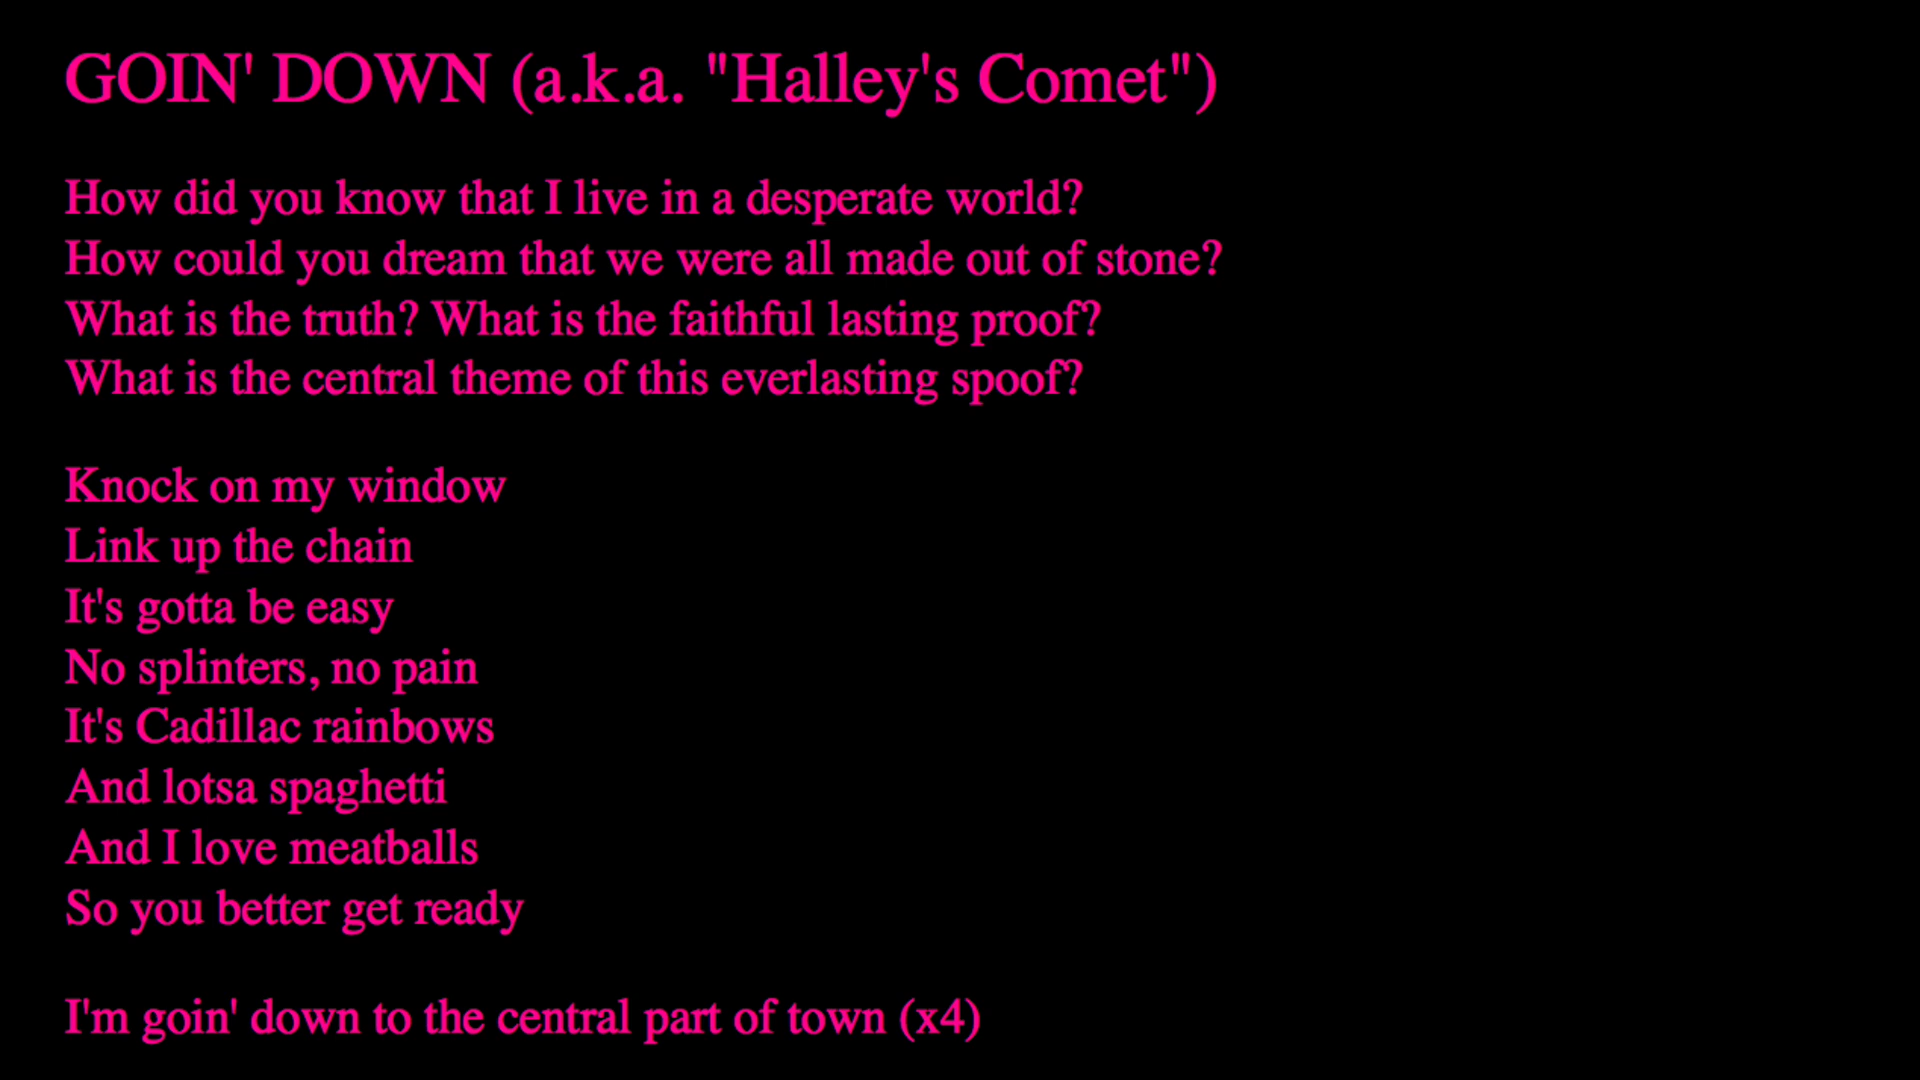 GOIN' DOWN (a.k.a. "Halley's Comet")
How did you know that I live in a desperate world?
How could you dream that we were all made out of stone?
What is the truth? What is the faithful lasting proof?
What is the central theme of this everlasting spoof?
Knock on my window
Link up the chain
It's gotta be easy
No splinters, no pain
It's Cadillac rainbows
And lotsa spaghetti
And I love meatballs
So you better get ready
I'm goin' down to the central part of town (x4)